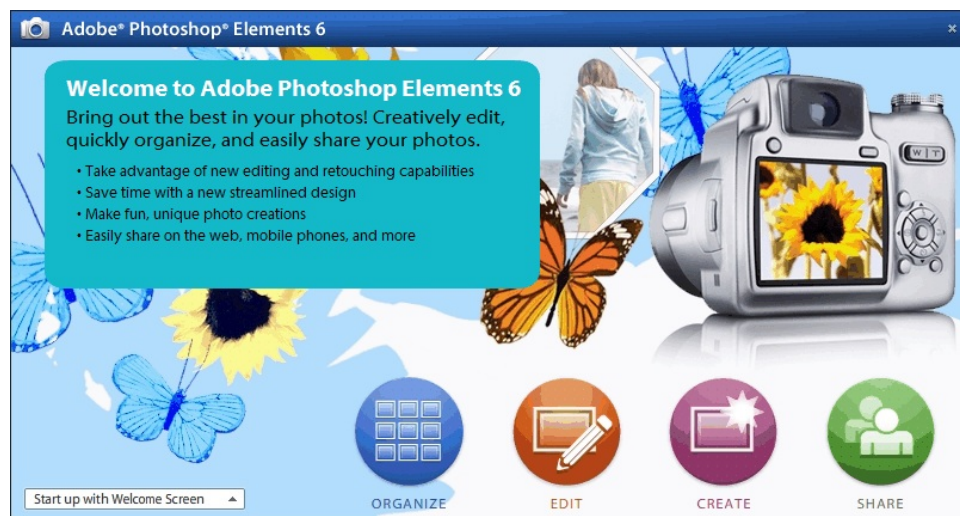 Adobe® Photoshop® Elements 6
Welcome to Adobe Photoshop Elements 6
Bring out the best in your photos! Creatively edit,
quickly organize, and easily share your photos.
• Take advantage of new editing and retouching capabilities
• Save time with a new streamlined design
• Make fun, unique photo creations
• Easily share on the web, mobile phones, and more
W T
Start up with Welcome Screen
ORGANIZE
EDIT
CREATE
SHARE